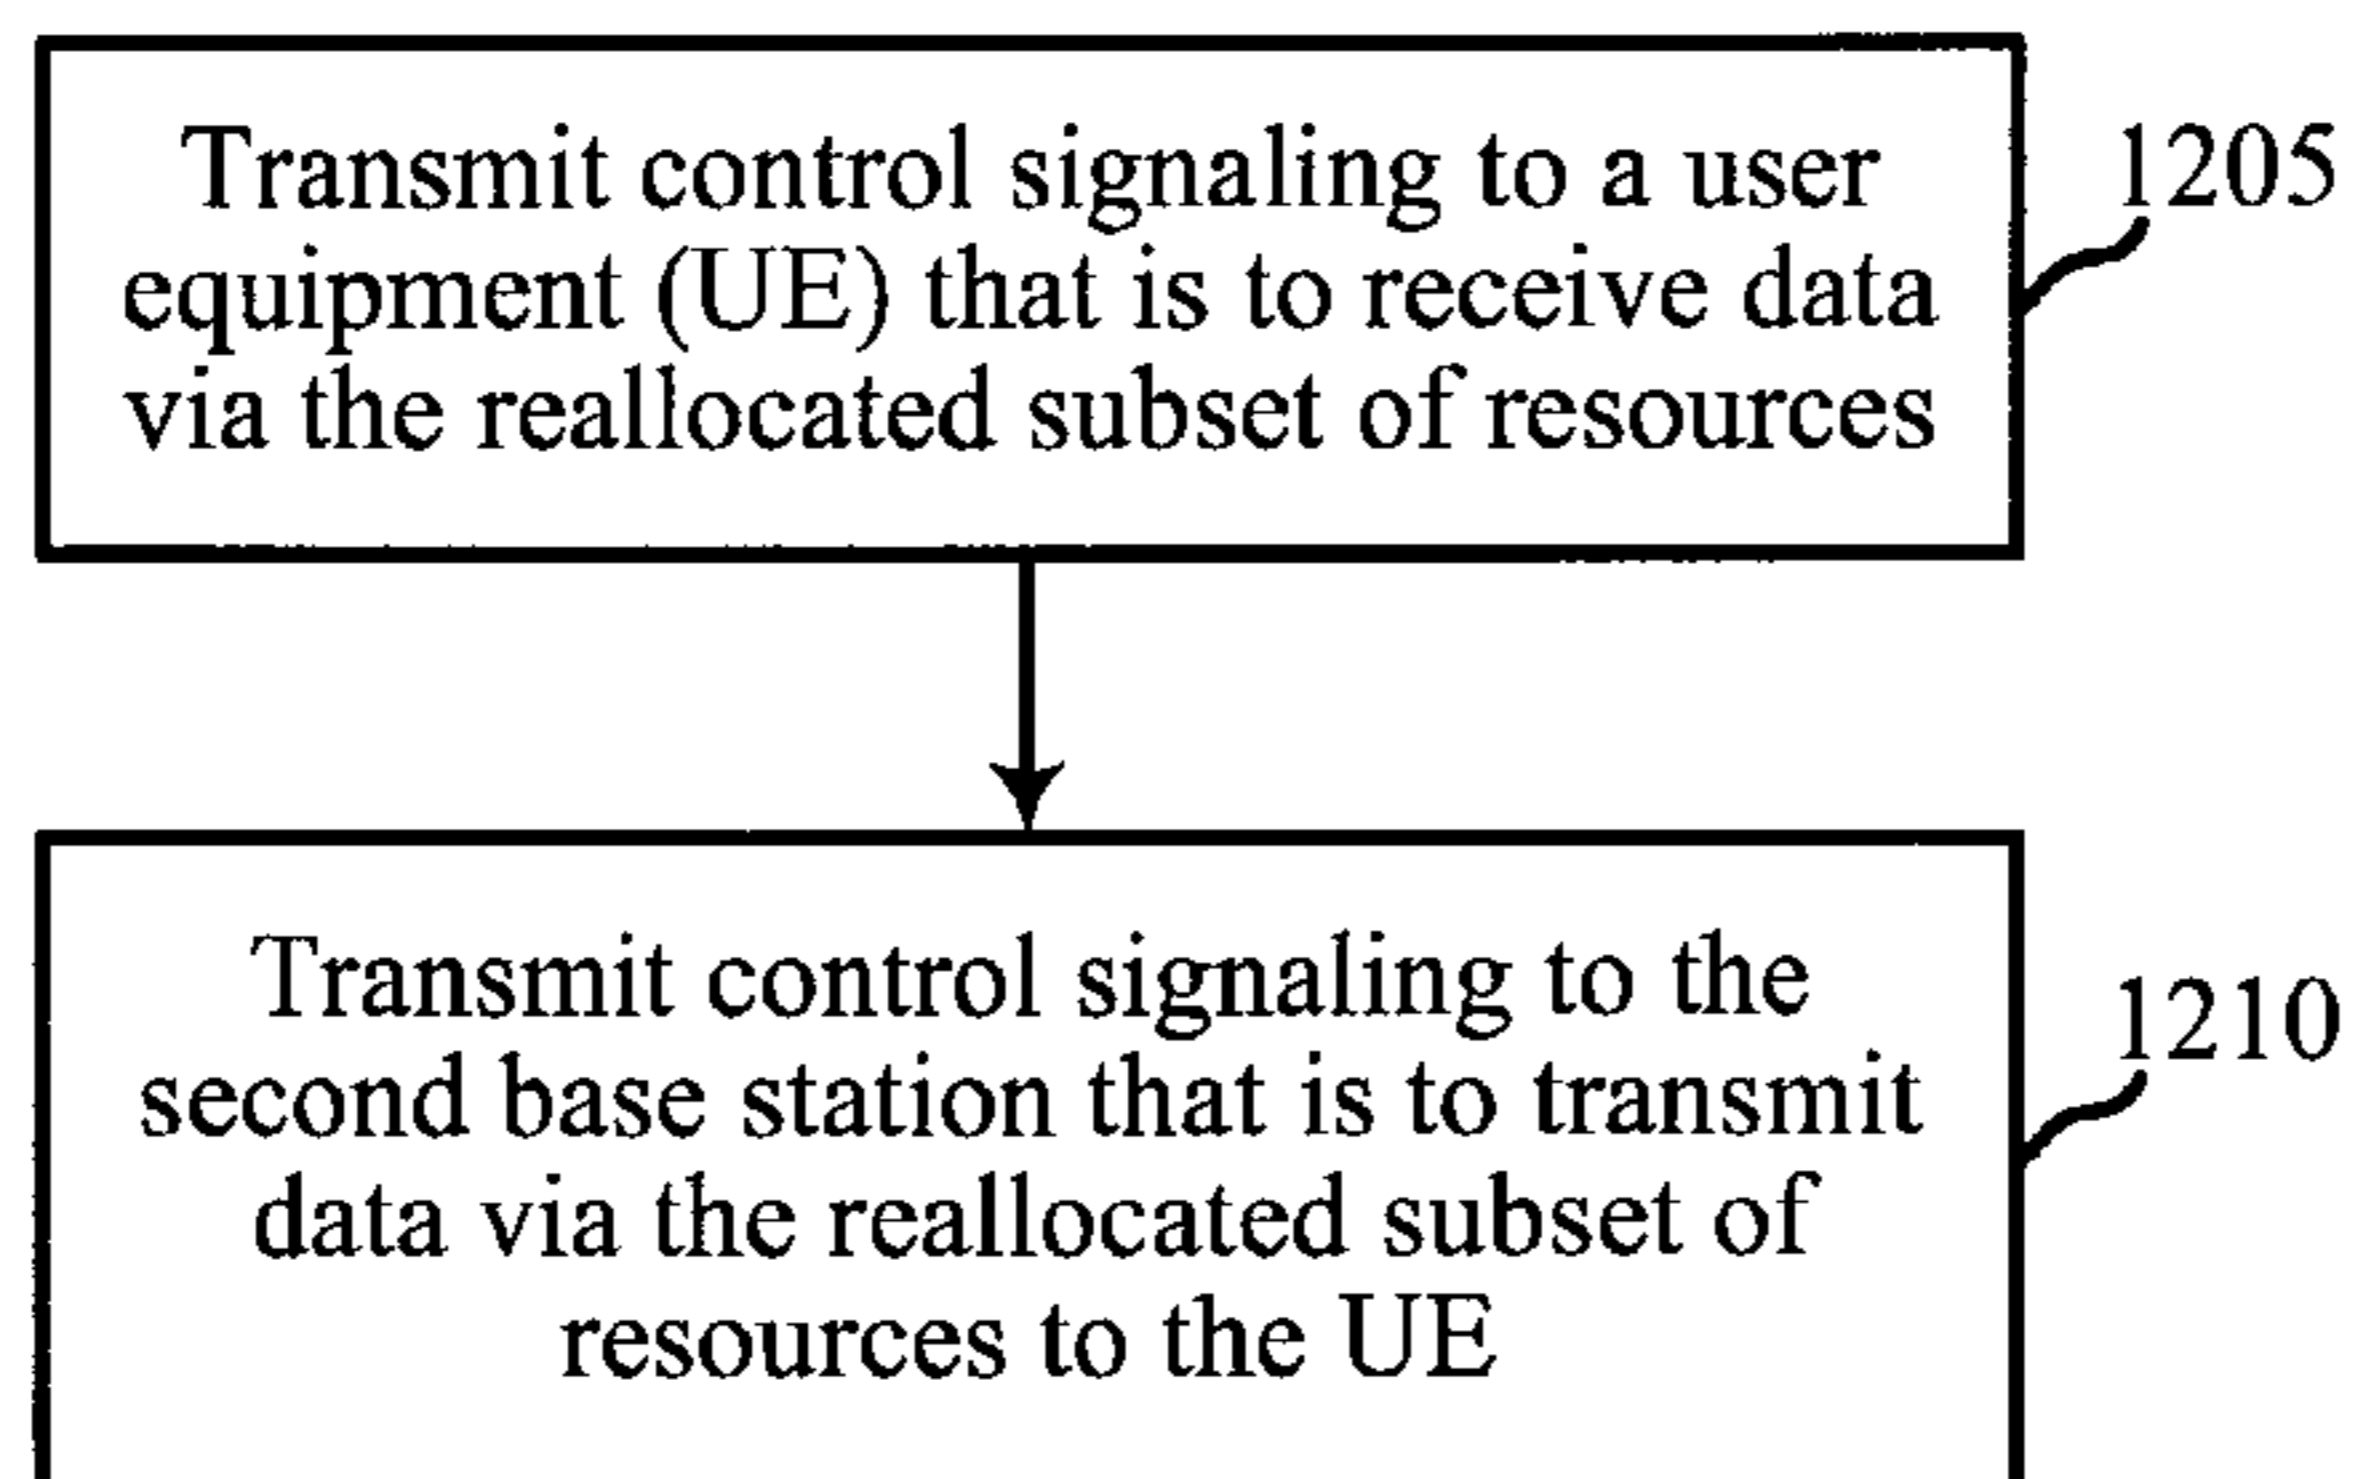 Transmit control signaling to a user
equipment (UE) that is to receive data
via the reallocated subset of resources
1205
Transmit control signaling to the
second base station that is to transmit
data via the reallocated subset of
resources to the UE
1210